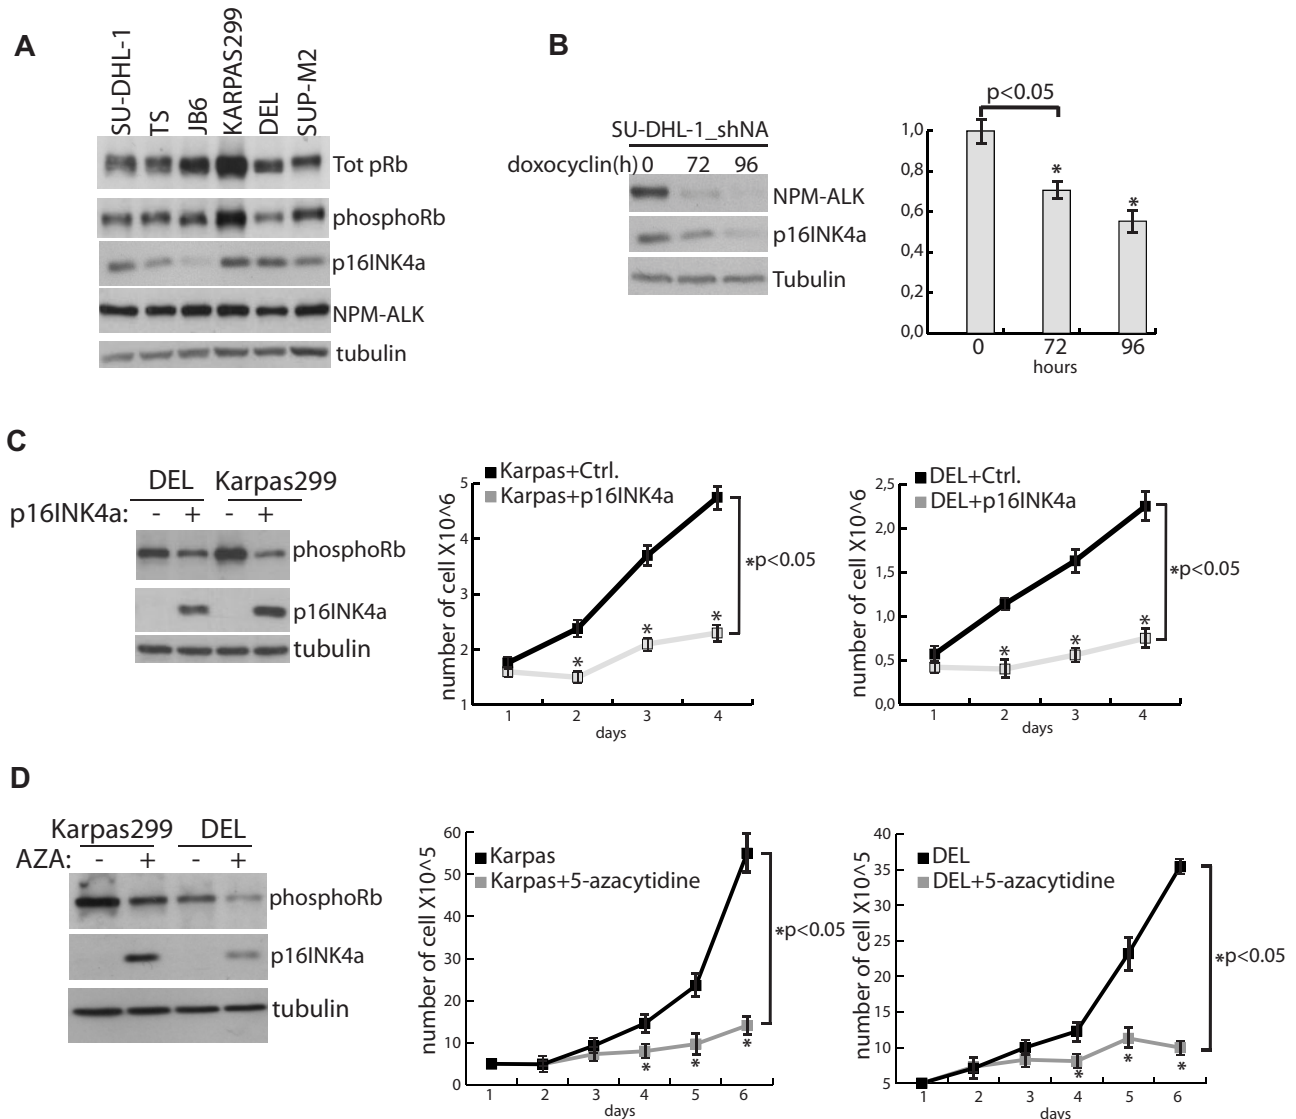 A
SU-DHL-1
TS
JB6
KARPAS299
DEL
SUP-M2
Tot pRb
phosphoRb
p16INK4a
NPM-ALK
tubulin
B
SU-DHL-1_shNA
doxocyclin(h) 0 72 96
NPM-ALK
p16INK4a
Tubulin
p<0.05
1,0
0,8
0,6
0,4
0,2
0,0
*
*
0 72 96
hours
C
DEL Karpas299
p16INK4a: - + - +
phosphoRb
p16INK4a
tubulin
Karpas+Ctrl.
Karpas+p16INK4a
number of cell X10^6
5
4
3
2
1
* * *
*p<0.05
1 2 3 4
days
DEL+Ctrl.
DEL+p16INK4a
number of cell X10^6
2,5
2,0
1,5
1,0
0,5
0,0
* * *
*p<0.05
1 2 3 4
days
D
Karpas299 DEL
AZA: - + - +
phosphoRb
p16INK4a
tubulin
Karpas
Karpas+5-azacytidine
number of cell X10^5
60
50
40
30
20
10
0
* * *
*p<0.05
1 2 3 4 5 6
days
DEL
DEL+5-azacytidine
number of cell X10^5
40
35
30
25
20
15
10
5
* * *
*p<0.05
1 2 3 4 5 6
days